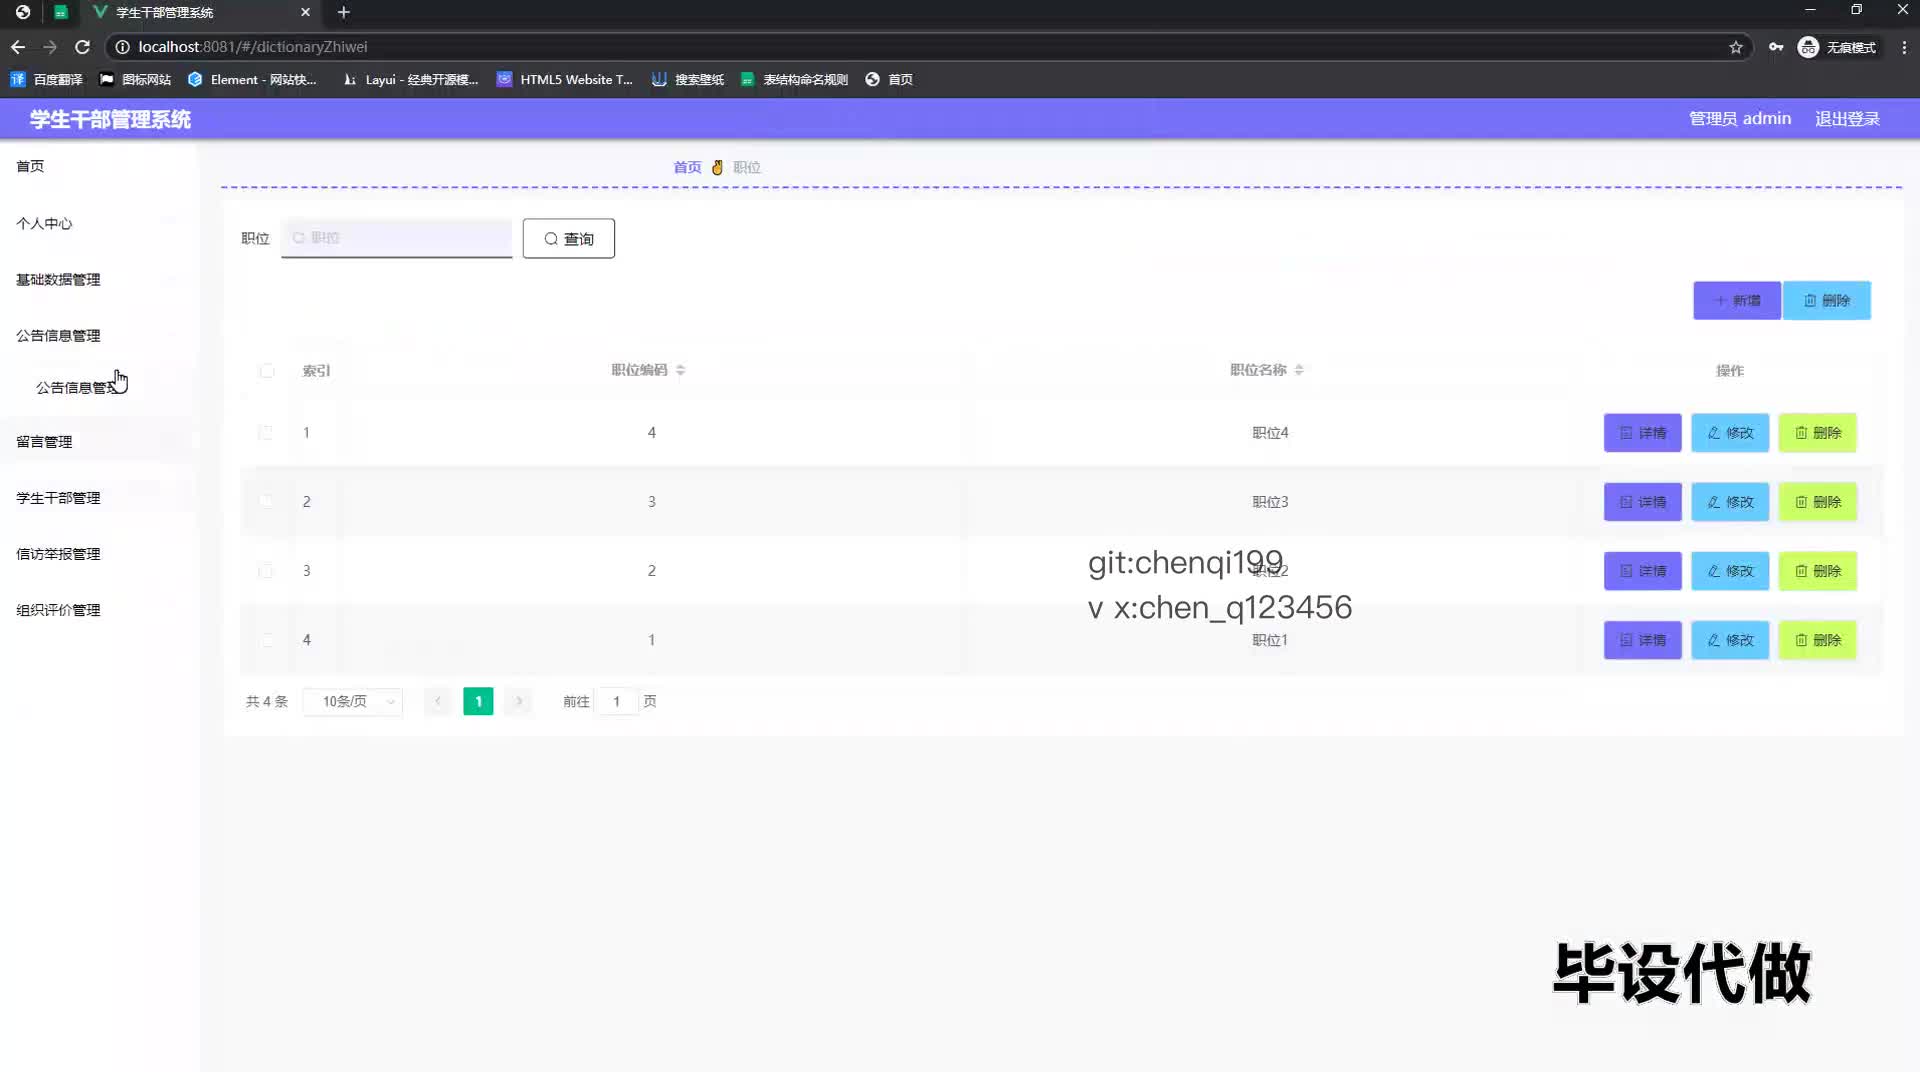 学生干部管理系统
localhost:8081/#/dictionaryZhiwei
无痕模式
百度翻译
图标网站
Element - 网站快...
Layui - 经典开源模...
HTML5 Website T...
搜索壁纸
表结构命名规则
首页
学生干部管理系统
管理员 admin
退出登录
首页
个人中心
基础数据管理
公告信息管理
公告信息管理
留言管理
学生干部管理
信访举报管理
组织评价管理
首页 职位
职位 职位 查询
新增 删除
索引 职位编码 职位名称 操作
1 4 职位4 详情 修改 删除
2 3 职位3 详情 修改 删除
3 2 职位2 详情 修改 删除
4 1 职位1 详情 修改 删除
git:chenqi199
v x:chen_q123456
共 4 条 10条/页 1 前往 1 页
毕设代做